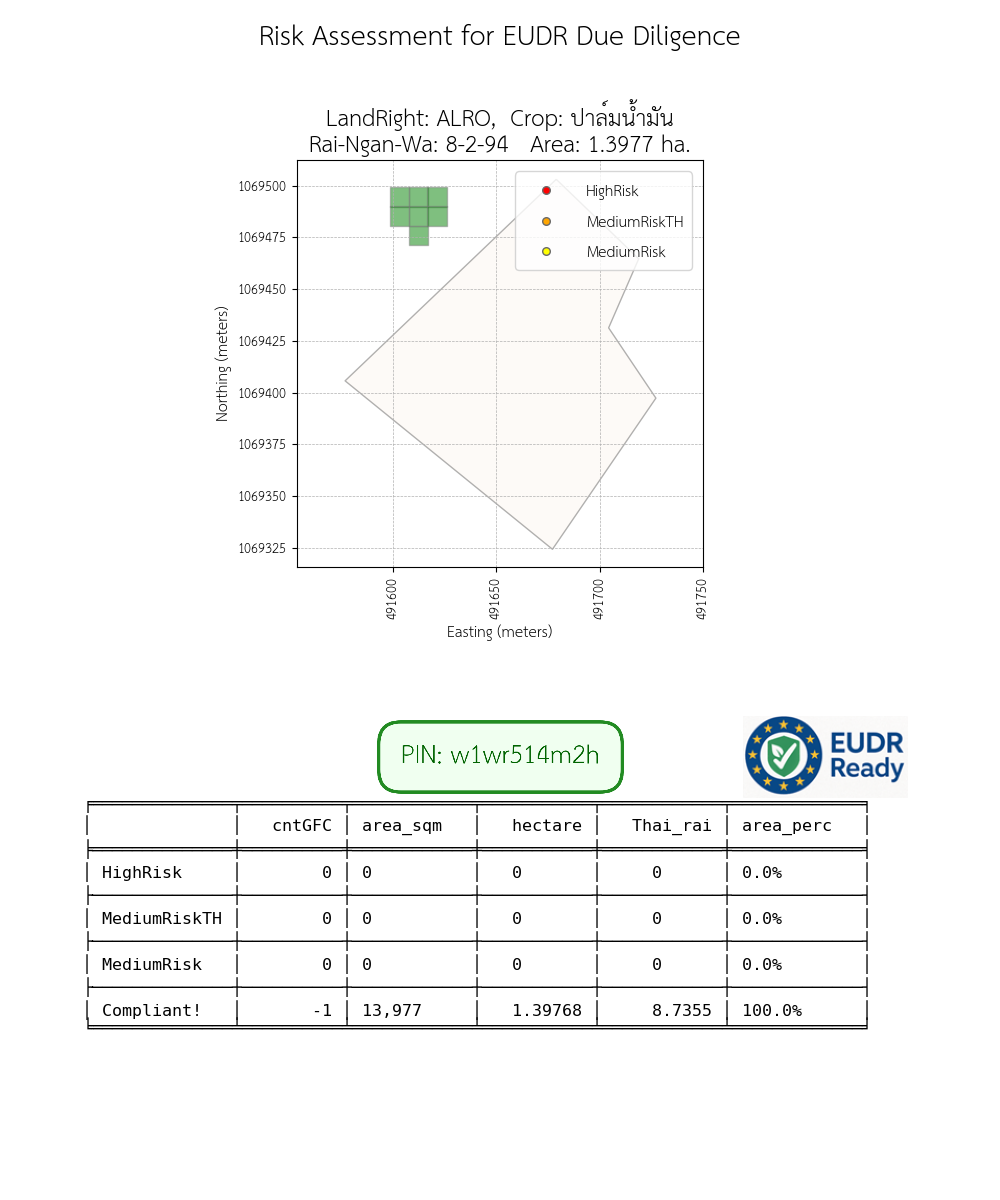 Risk Assessment for EUDR Due Diligence
LandRight: ALRO,  Crop: ปาล์มน้ำมัน
Rai-Ngan-Wa: 8-2-94   Area: 1.3977 ha.
HighRisk
MediumRiskTH
MediumRisk
1069500
1069475
1069450
1069425
1069400
1069375
1069350
1069325
Northing (meters)
491600
491650
491700
491750
Easting (meters)
PIN: w1wr514m2h
EUDR
Ready
cntGFC area_sqm hectare Thai_rai area_perc
HighRisk 0 0 0 0 0.0%
MediumRiskTH 0 0 0 0 0.0%
MediumRisk 0 0 0 0 0.0%
Compliant! -1 13,977 1.39768 8.7355 100.0%